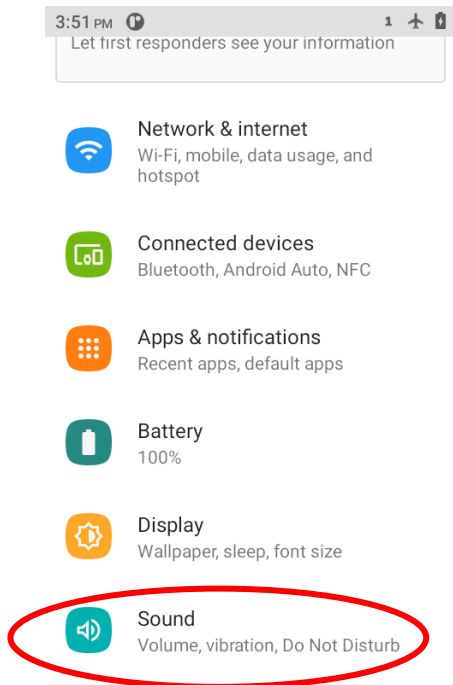 3:51 PM 1
Let first responders see your information
Network & internet
Wi-Fi, mobile, data usage, and
hotspot
Connected devices
Bluetooth, Android Auto, NFC
Apps & notifications
Recent apps, default apps
Battery
100%
Display
Wallpaper, sleep, font size
Sound
Volume, vibration, Do Not Disturb